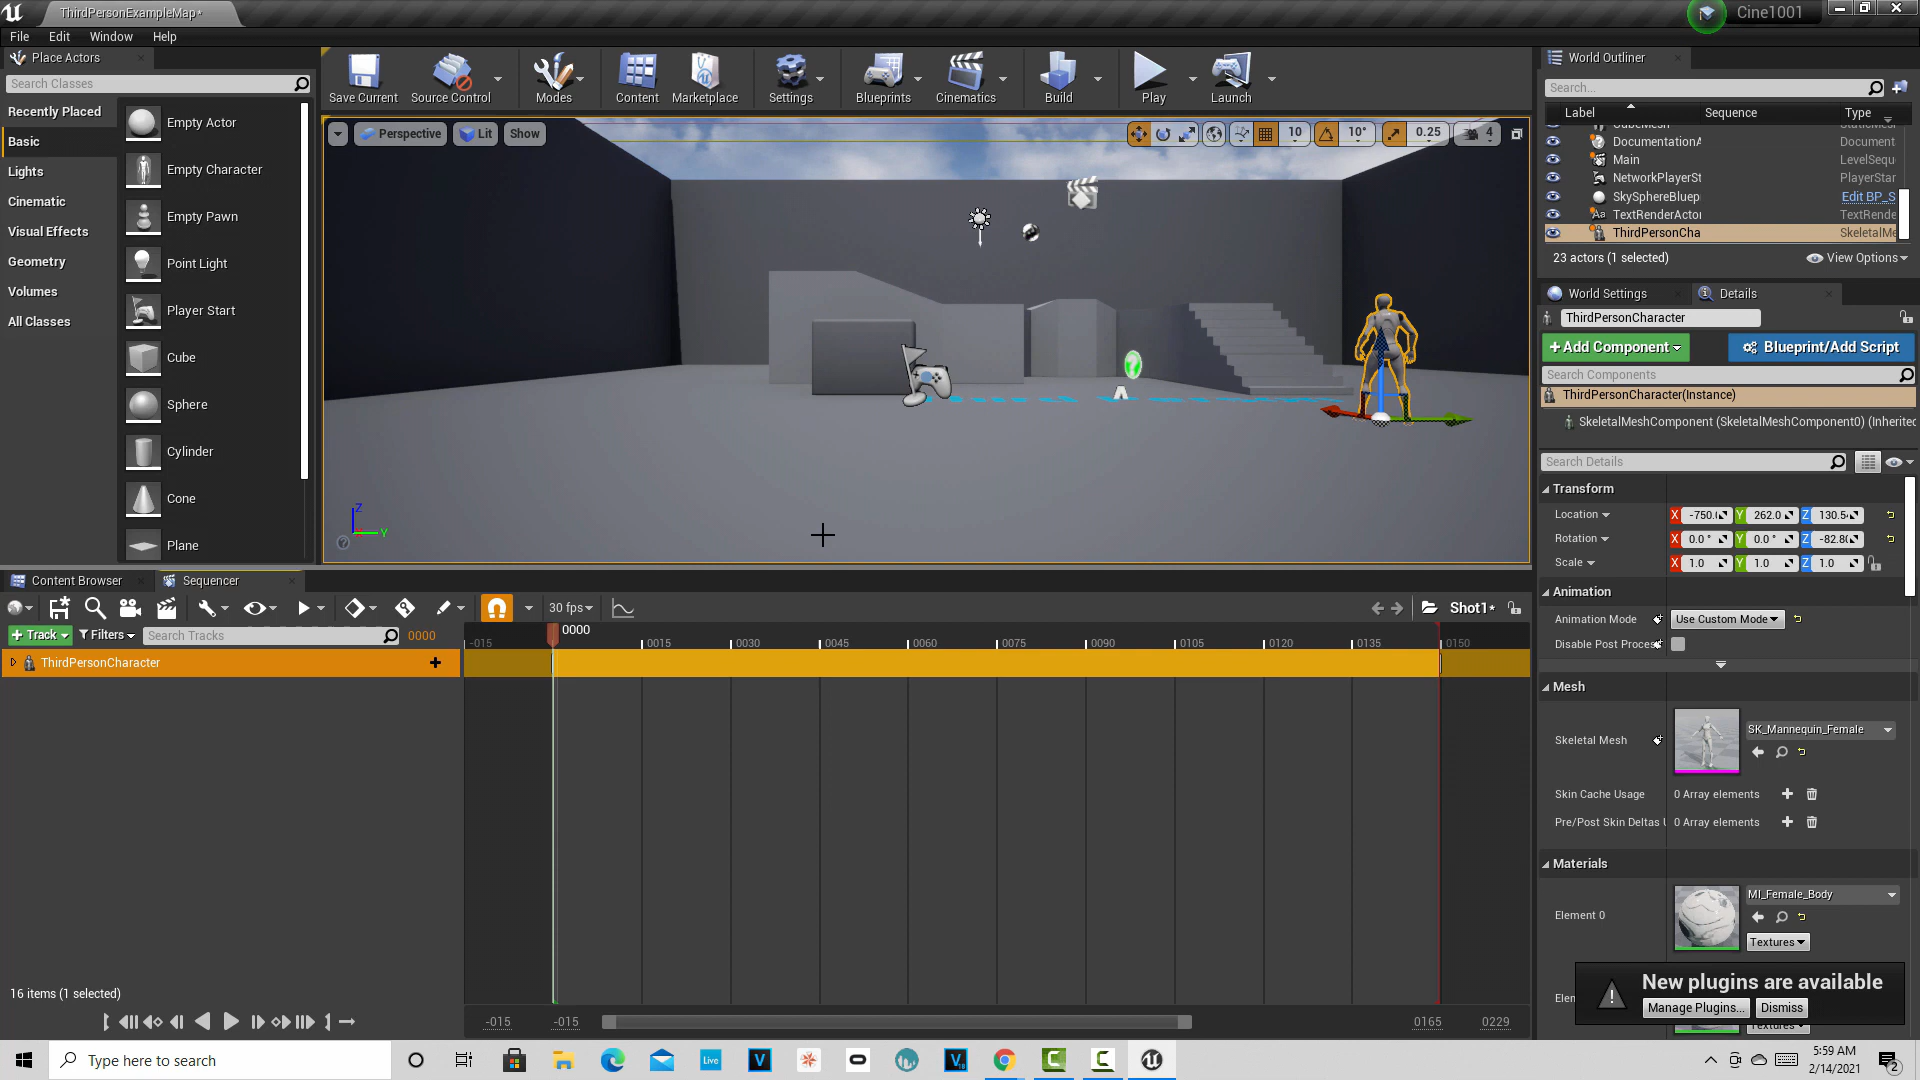 ThirdPersonExampleMap*
Cine1001
File Edit Window Help
Place Actors
Search Classes
Recently Placed
Basic
Lights
Cinematic
Visual Effects
Geometry
Volumes
All Classes
Empty Actor
Empty Character
Empty Pawn
Point Light
Player Start
Cube
Sphere
Cylinder
Cone
Plane
Save Current
Source Control
Modes
Content
Marketplace
Settings
Blueprints
Cinematics
Build
Play
Launch
Perspective Lit Show
10 10° 0.25 4
Z
Y
World Outliner
Search...
Label Sequence Type
DocumentationA Document
Main LevelSequ
NetworkPlayerSt PlayerStar
SkySphereBluep Edit BP_S
TextRenderActor TextRende
ThirdPersonCha SkeletalMe
23 actors (1 selected) View Options
World Settings Details
ThirdPersonCharacter
+Add Component Blueprint/Add Script
Search Components
ThirdPersonCharacter(Instance)
SkeletalMeshComponent (SkeletalMeshComponent0) (Inherited
Search Details
Transform
Location X -750. Y 262.0 Z 130.5
Rotation X 0.0 ° Y 0.0 ° Z -82.8
Scale X 1.0 Y 1.0 Z 1.0
Animation
Animation Mode Use Custom Mode
Disable Post Process
Mesh
Skeletal Mesh SK_Mannequin_Female
Skin Cache Usage 0 Array elements
Pre/Post Skin Deltas U 0 Array elements
Materials
Element 0 MI_Female_Body
Textures
New plugins are available
Manage Plugins... Dismiss
Content Browser Sequencer
30 fps
Shot1*
+ Track Filters Search Tracks 0000
0000
-015 0015 0030 0045 0060 0075 0090 0105 0120 0135 0150
ThirdPersonCharacter
16 items (1 selected)
-015 -015 0165 0229
Type here to search
Live
5:59 AM
2/14/2021
2